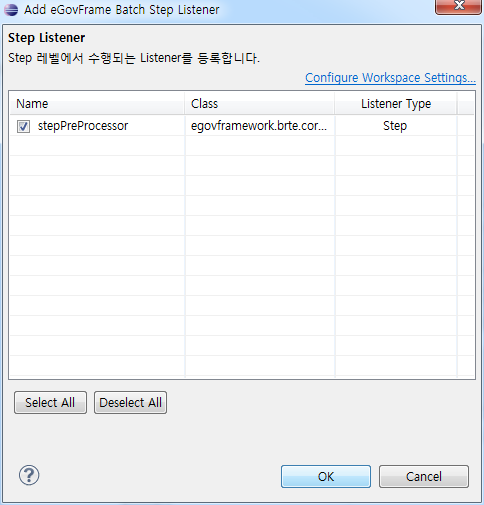 Add eGovFrame Batch Step Listener
Step Listener
Step 레벨에서 수행되는 Listener를 등록합니다.
Configure Workspace Settings...
Name Class Listener Type
stepPreProcessor egovframework.brte.cor... Step
Select All Deselect All
? OK Cancel